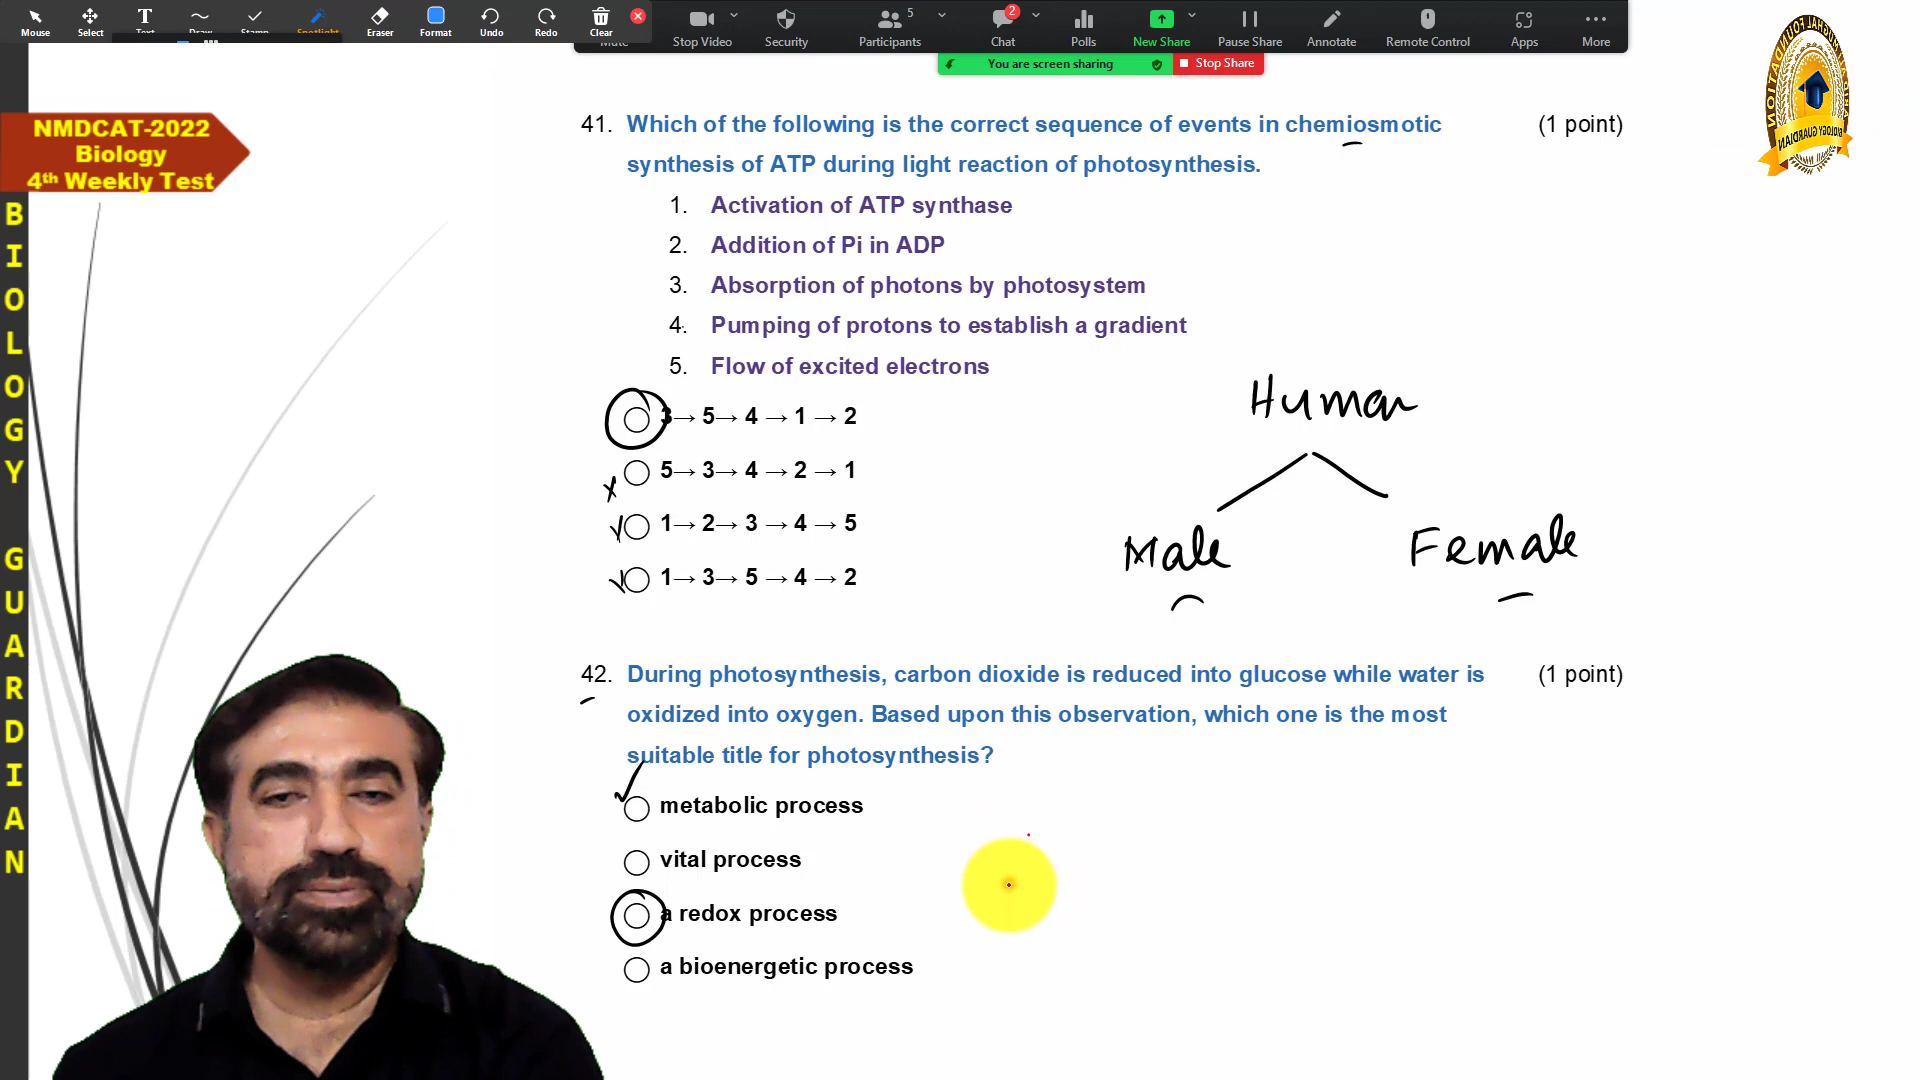 Mouse Select Text Draw Stamp Spotlight Eraser Format Undo Redo Clear
Mute Stop Video Security Participants 5 Chat 2 Polls New Share Pause Share Annotate Remote Control Apps More
You are screen sharing Stop Share
NMDCAT-2022
Biology
4th Weekly Test
BIOLOGY GUARDIAN
BIOLOGY GUARDIAN
41. Which of the following is the correct sequence of events in chemiosmotic (1 point)
synthesis of ATP during light reaction of photosynthesis.
1. Activation of ATP synthase
2. Addition of Pi in ADP
3. Absorption of photons by photosystem
4. Pumping of protons to establish a gradient
5. Flow of excited electrons
3→ 5→ 4 → 1 → 2
5→ 3→ 4 → 2 → 1
1→ 2→ 3 → 4 → 5
1→ 3→ 5 → 4 → 2
Human
Male Female
42. During photosynthesis, carbon dioxide is reduced into glucose while water is (1 point)
oxidized into oxygen. Based upon this observation, which one is the most
suitable title for photosynthesis?
metabolic process
vital process
a redox process
a bioenergetic process